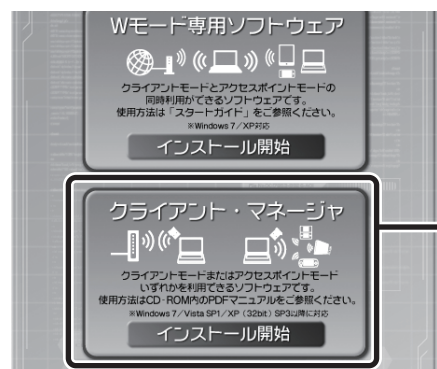 Wモード専用ソフトウェア
クライアントモードとアクセスポイントモードの
同時利用ができるソフトウェアです。
使用方法は「スタートガイド」をご参照ください。
※Windows 7／XP対応
インストール開始
クライアント・マネージャ
クライアントモードまたはアクセスポイントモード
いずれかを利用できるソフトウェアです。
使用方法はCD-ROM内のPDFマニュアルをご参照ください。
※Windows 7／Vista SP1／XP（32bit）SP3以降に対応
インストール開始